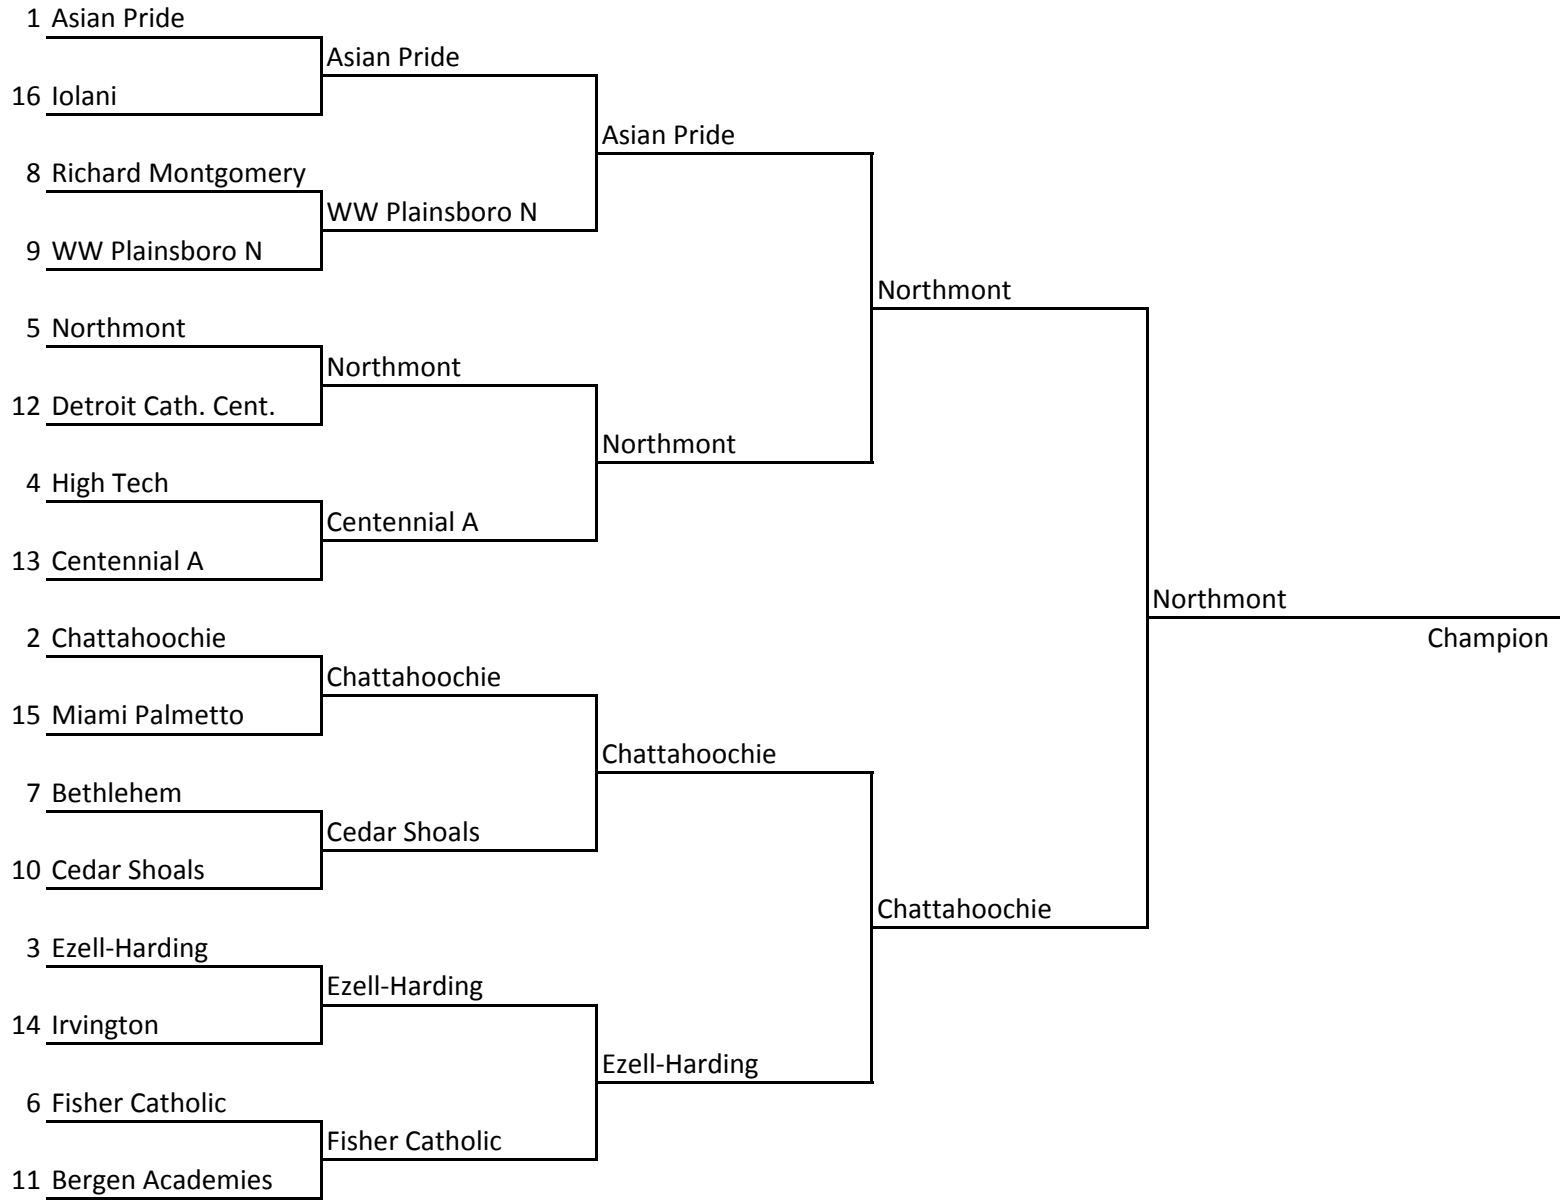 1 Asian Pride
Asian Pride
16 Iolani
Asian Pride
8 Richard Montgomery
WW Plainsboro N
9 WW Plainsboro N
Northmont
5 Northmont
Northmont
12 Detroit Cath. Cent.
Northmont
4 High Tech
Centennial A
13 Centennial A
Northmont
Champion
2 Chattahoochie
Chattahoochie
15 Miami Palmetto
Chattahoochie
7 Bethlehem
Cedar Shoals
10 Cedar Shoals
Chattahoochie
3 Ezell-Harding
Ezell-Harding
14 Irvington
Ezell-Harding
6 Fisher Catholic
Fisher Catholic
11 Bergen Academies